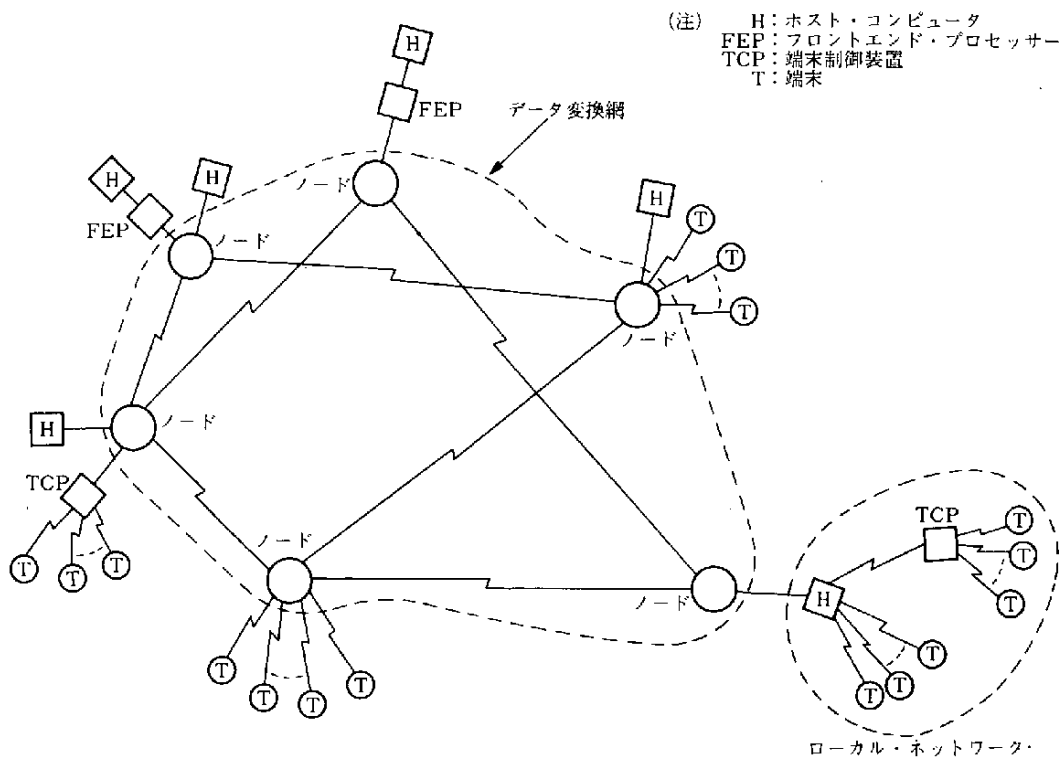 (注) H:ホスト・コンピュータ
FEP:フロントエンド・プロセッサー
TCP:端末制御装置
T:端末
H
FEP
データ変換網
ノード
H
H
FEP
ノード
H
T
T
T
ノード
H
ノード
TCP
T
T
T
ノード
T
T
T
T
ノード
H
TCP
T
T
T
T
T
T
ローカル・ネットワータ・